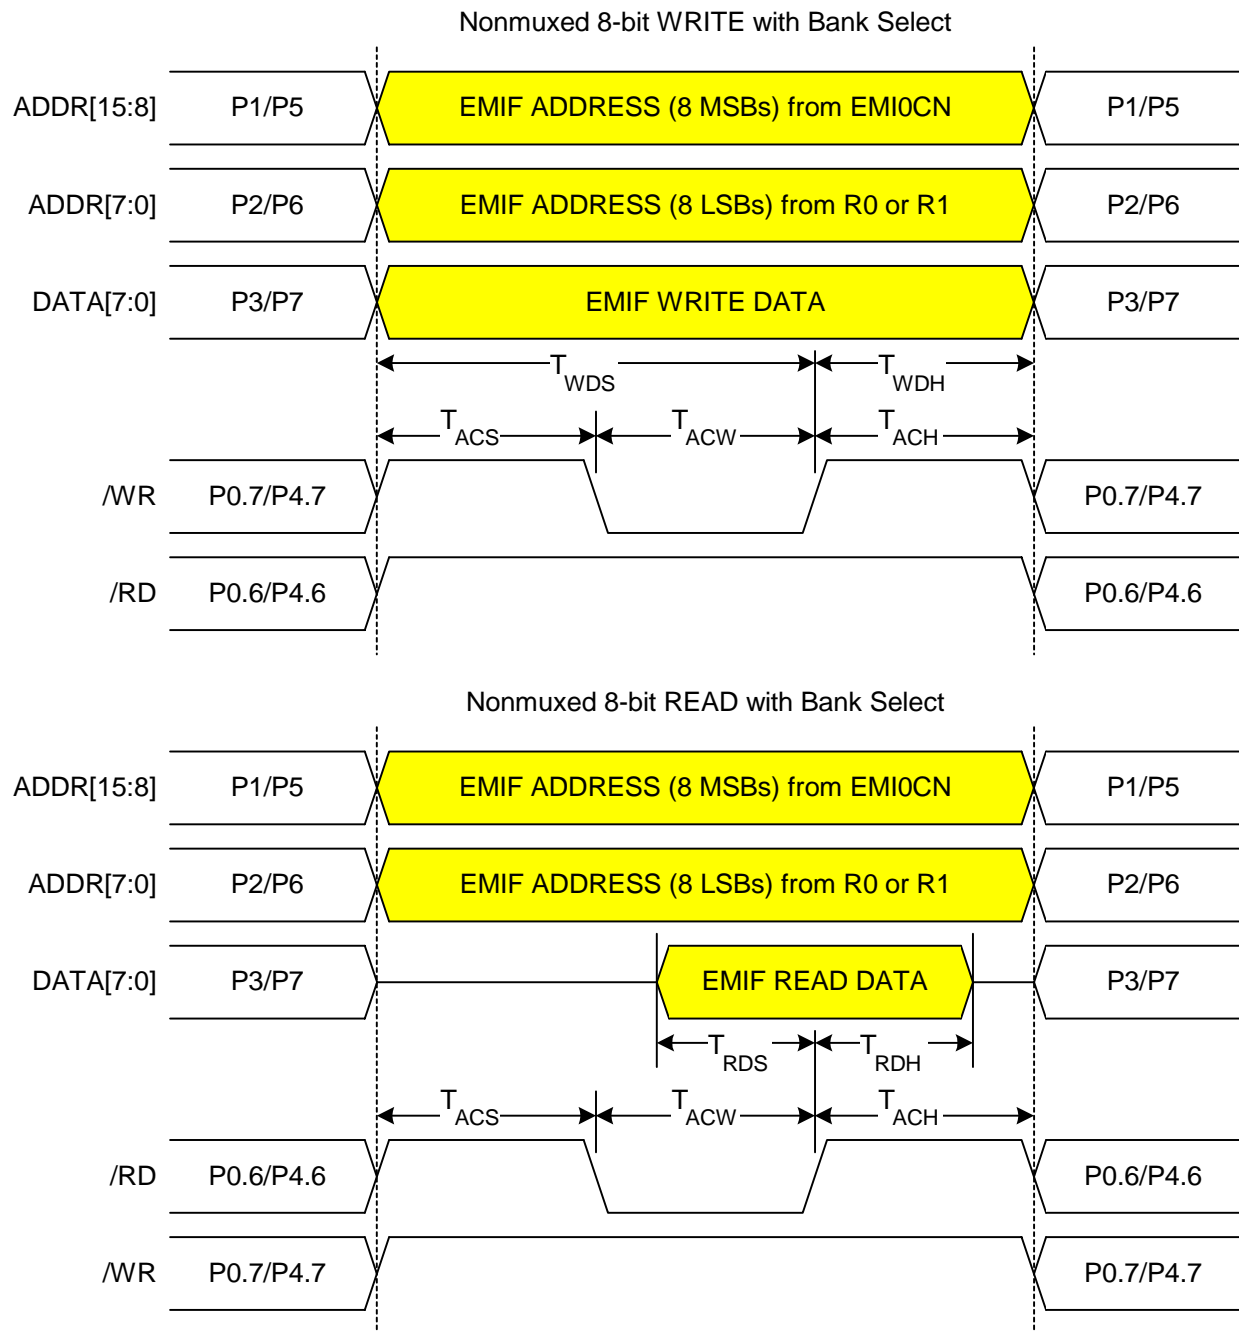 Nonmuxed 8-bit WRITE with Bank Select
ADDR[15:8] P1/P5 EMIF ADDRESS (8 MSBs) from EMI0CN P1/P5
ADDR[7:0] P2/P6 EMIF ADDRESS (8 LSBs) from R0 or R1 P2/P6
DATA[7:0] P3/P7 EMIF WRITE DATA P3/P7
TWDS TWDH
TACS TACW TACH
/WR P0.7/P4.7 P0.7/P4.7
/RD P0.6/P4.6 P0.6/P4.6
Nonmuxed 8-bit READ with Bank Select
ADDR[15:8] P1/P5 EMIF ADDRESS (8 MSBs) from EMI0CN P1/P5
ADDR[7:0] P2/P6 EMIF ADDRESS (8 LSBs) from R0 or R1 P2/P6
DATA[7:0] P3/P7 EMIF READ DATA P3/P7
TRDS TRDH
TACS TACW TACH
/RD P0.6/P4.6 P0.6/P4.6
/WR P0.7/P4.7 P0.7/P4.7